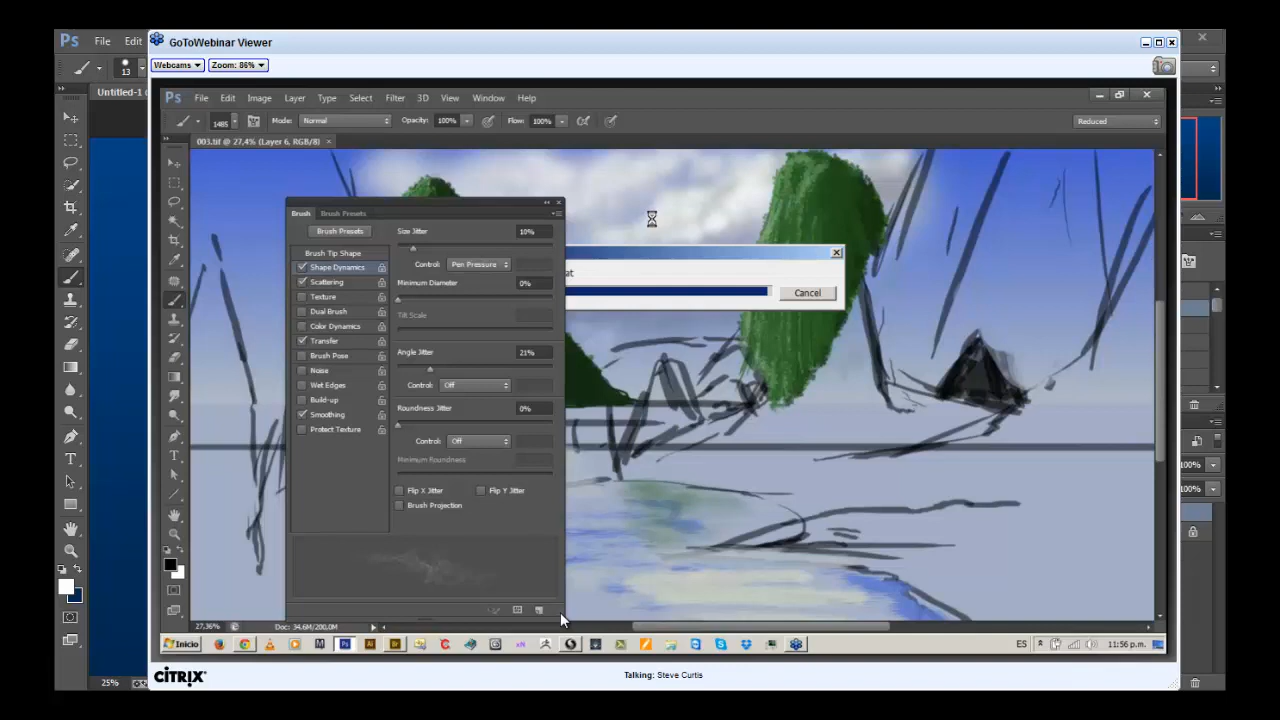 Ps File Edit
GoToWebinar Viewer
13
Webcams Zoom: 86%
Untitled-1
Ps File Edit Image Layer Type Select Filter 3D View Window Help
1485 Mode: Normal Opacity: 100% Flow: 100% Reduced
003.tif @ 27,4% (Layer 6, RGB/8)
Brush Brush Presets
Brush Presets
Size Jitter 10%
Brush Tip Shape
Shape Dynamics
Control: Pen Pressure
at
Scattering
Minimum Diameter 0%
Cancel
Texture
Dual Brush
Tilt Scale
Color Dynamics
Transfer
Angle Jitter 21%
Brush Pose
Noise
Wet Edges
Control: Off
Build-up
Roundness Jitter 0%
Smoothing
Protect Texture
Control: Off
Minimum Roundness
100%
100%
Flip X Jitter Flip Y Jitter
Brush Projection
27,36% Doc: 34.6M/200.0M
Inicio
ES 11:56 p.m.
25%
CITRIX
Talking: Steve Curtis